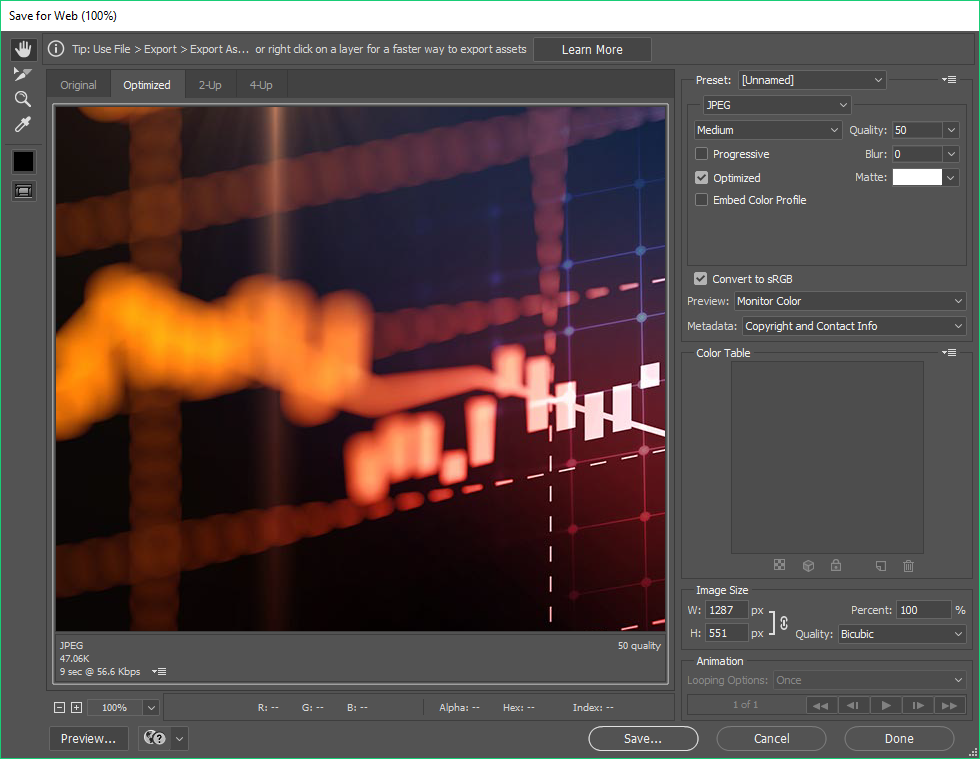 Save for Web (100%)
Tip: Use File > Export > Export As... or right click on a layer for a faster way to export assets
Learn More
Original
Optimized
2-Up
4-Up
Preset: [Unnamed]
JPEG
Medium
Quality: 50
Progressive
Blur: 0
Optimized
Matte:
Embed Color Profile
Convert to sRGB
Preview: Monitor Color
Metadata: Copyright and Contact Info
Color Table
JPEG
50 quality
47.06K
9 sec @ 56.6 Kbps
Image Size
W: 1287 px
Percent: 100 %
H: 551 px
Quality: Bicubic
Animation
Looping Options: Once
1 of 1
100%
R: --
G: --
B: --
Alpha: --
Hex: --
Index: --
Preview...
Save...
Cancel
Done